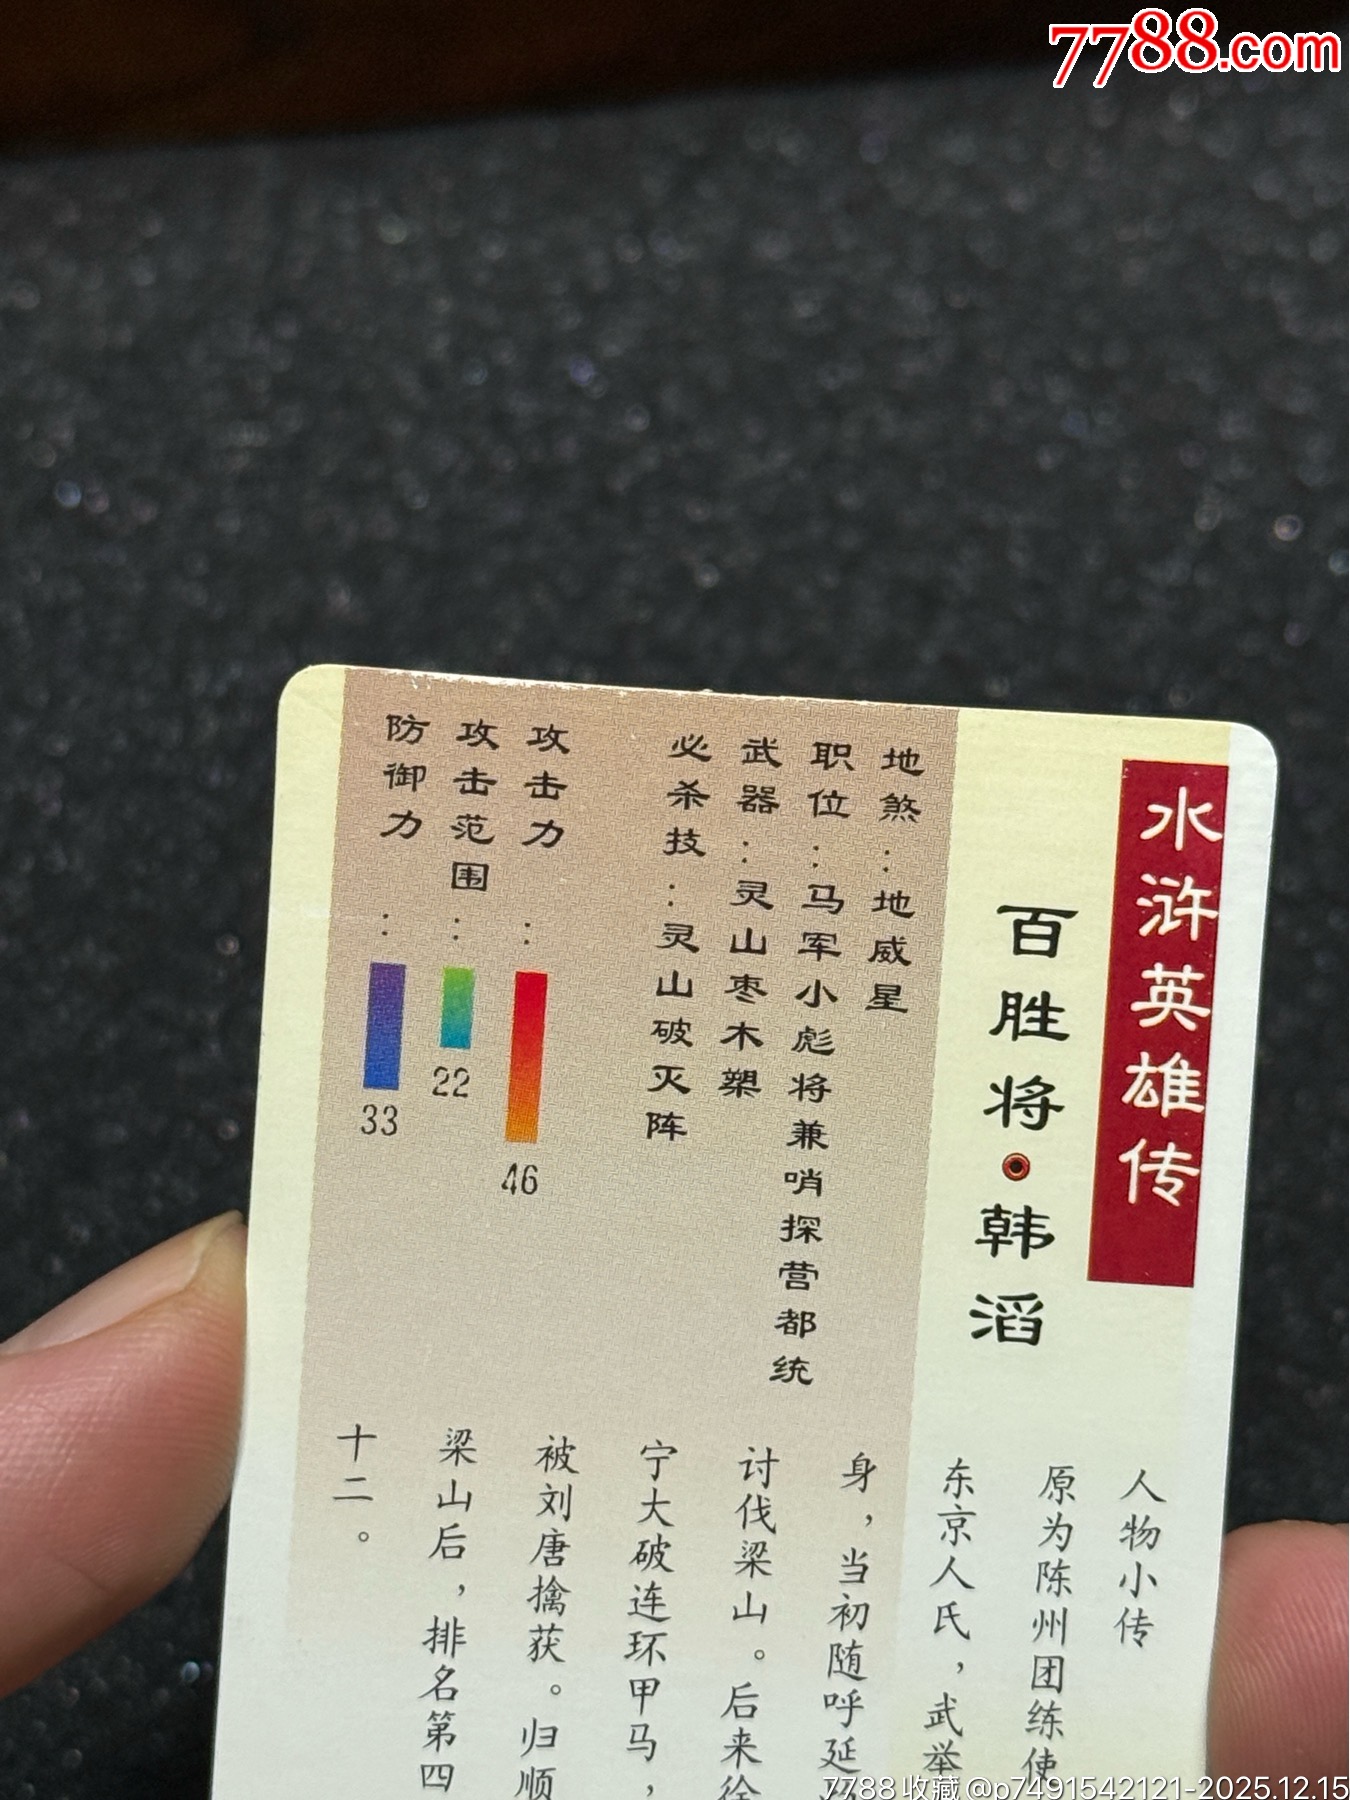 7788.com
水浒英雄传
百胜将·韩滔
地煞：地威星
职位：马军小彪将兼哨探营都统
武器：灵山枣木槊
必杀技：灵山破灭阵
攻击力：46
攻击范围：22
防御力：33
人物小传
原为陈州团练使
东京人氏，武举
身，当初随呼延
讨伐梁山。后来徐
宁大破连环甲马，
被刘唐擒获。归顺
梁山后，排名第四
十二。
7788收藏@p7491542121-2025.12.15